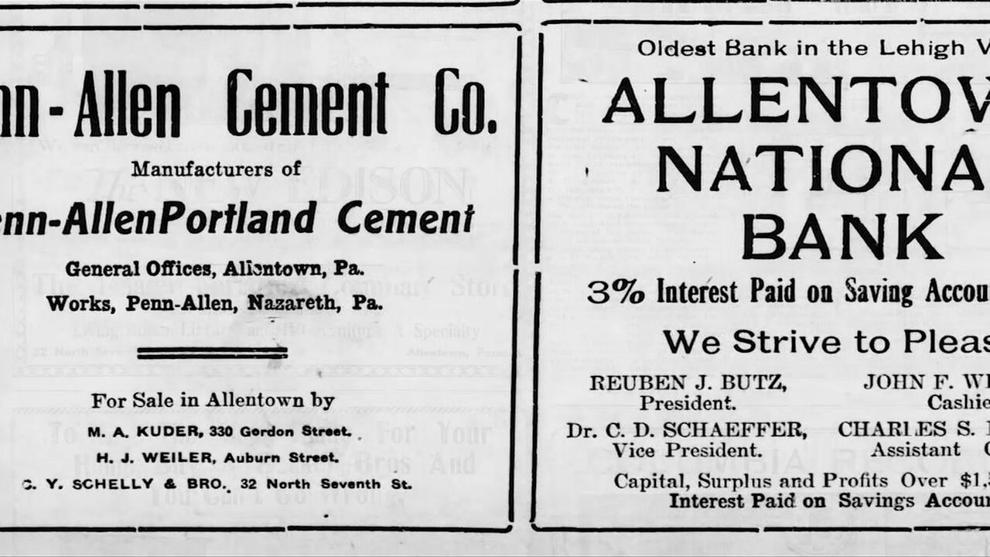 nn-Allen Cement Co.
Manufacturers of
enn-Allen Portland Cement
General Offices, Allentown, Pa.
Works, Penn-Allen, Nazareth, Pa.
For Sale in Allentown by
M. A. KUDER, 330 Gordon Street.
H. J. WEILER, Auburn Street.
C. Y. SCHELLY & BRO. 32 North Seventh St.
Oldest Bank in the Lehigh V
ALLENTOW
NATIONA
BANK
3% Interest Paid on Saving Accou
We Strive to Pleas
REUBEN J. BUTZ,
President.
JOHN F. W
Cashie
Dr. C. D. SCHAEFFER,
Vice President.
CHARLES S.
Assistant
Capital, Surplus and Profits Over $1.
Interest Paid on Savings Accoun